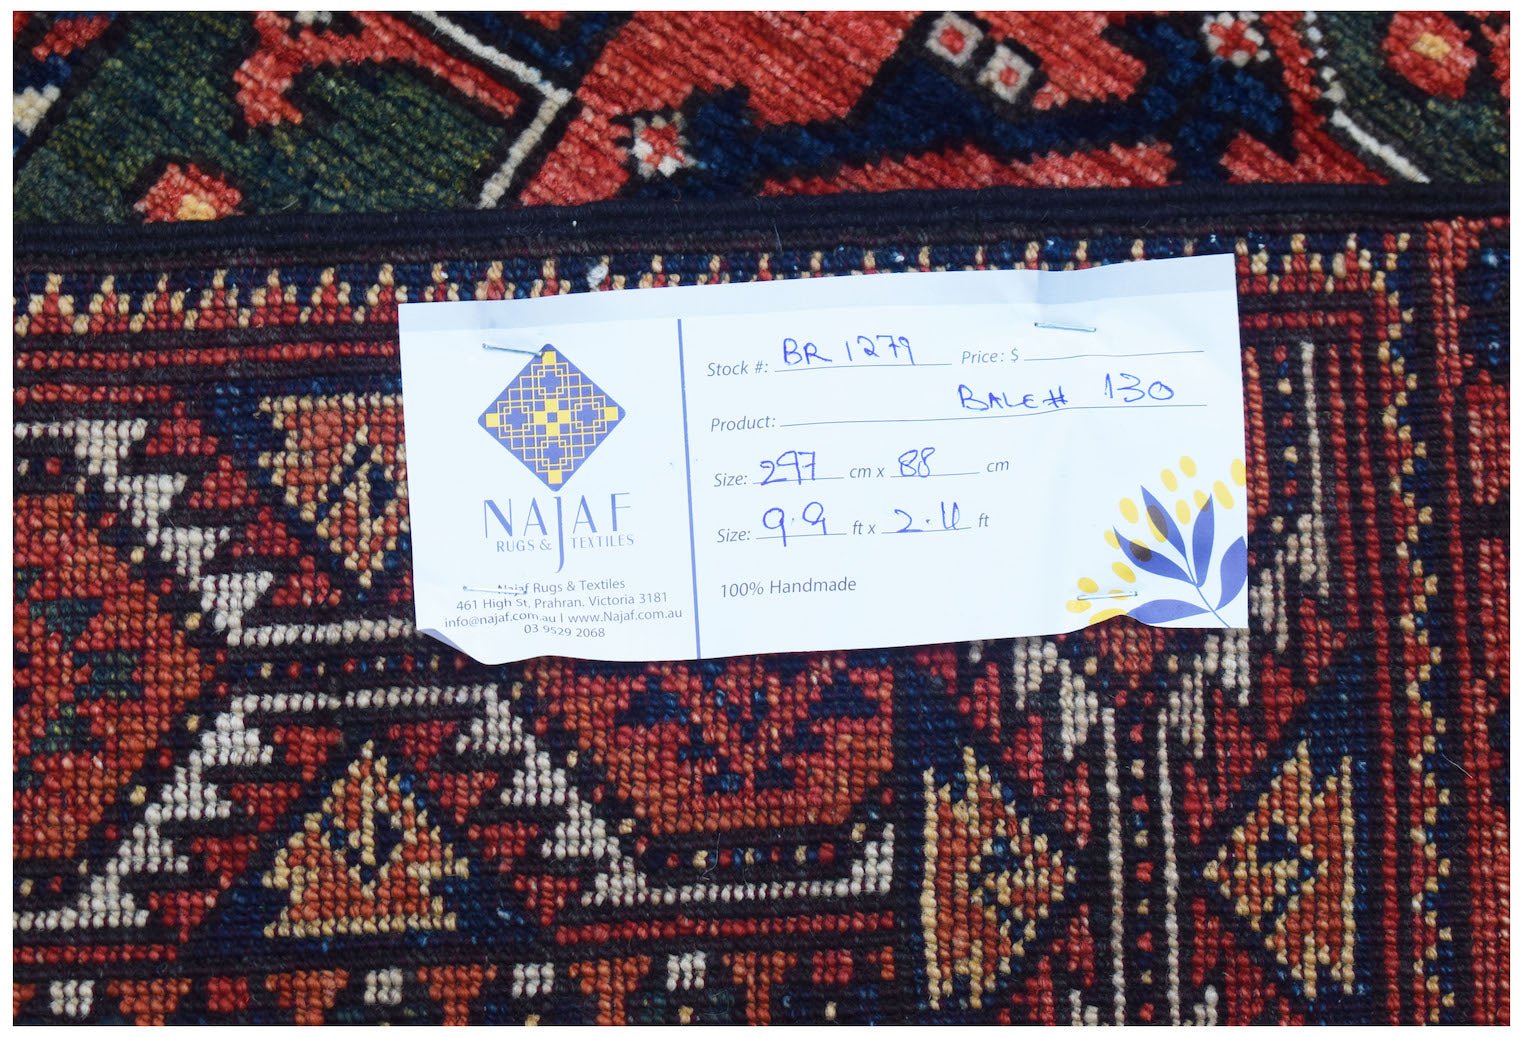 NAJAF
RUGS & TEXTILES
Najaf Rugs & Textiles
461 High St, Prahran. Victoria 3181
info@najaf.com.au | www.Najaf.com.au
03 9529 2068
Stock #: BR 1279 Price: $
BALE# 130
Product:
Size: 297 cm x 88 cm
Size: 9.9 ft x 2.11 ft
100% Handmade